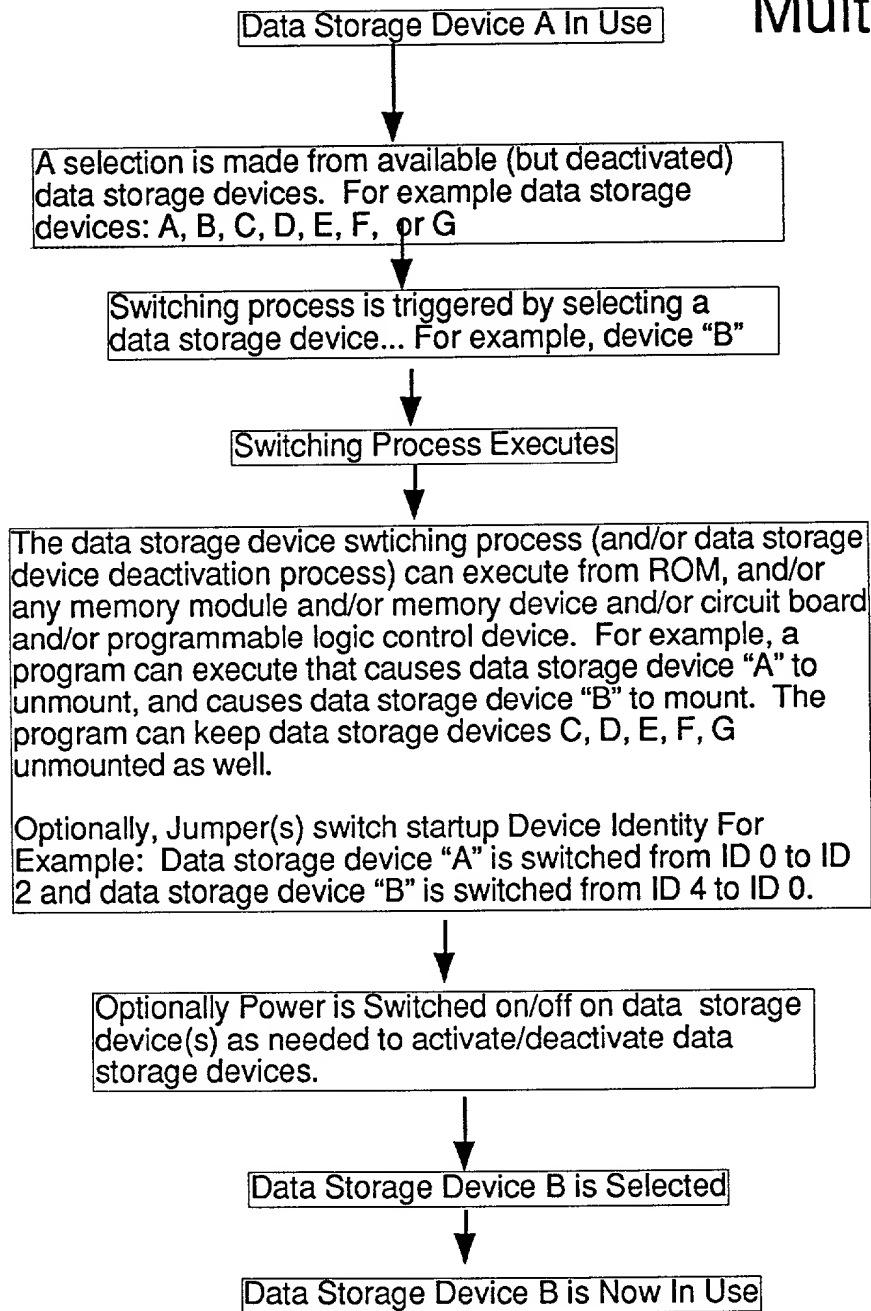 Mult
Data Storage Device A In Use
A selection is made from available (but deactivated)
data storage devices. For example data storage
devices: A, B, C, D, E, F, or G
Switching process is triggered by selecting a
data storage device... For example, device “B”
Switching Process Executes
The data storage device swtiching process (and/or data storage
device deactivation process) can execute from ROM, and/or
any memory module and/or memory device and/or circuit board
and/or programmable logic control device. For example, a
program can execute that causes data storage device “A” to
unmount, and causes data storage device “B” to mount. The
program can keep data storage devices C, D, E, F, G
unmounted as well.
Optionally, Jumper(s) switch startup Device Identity For
Example: Data storage device “A” is switched from ID 0 to ID
2 and data storage device “B” is switched from ID 4 to ID 0.
Optionally Power is Switched on/off on data storage
device(s) as needed to activate/deactivate data
storage devices.
Data Storage Device B is Selected
Data Storage Device B is Now In Use